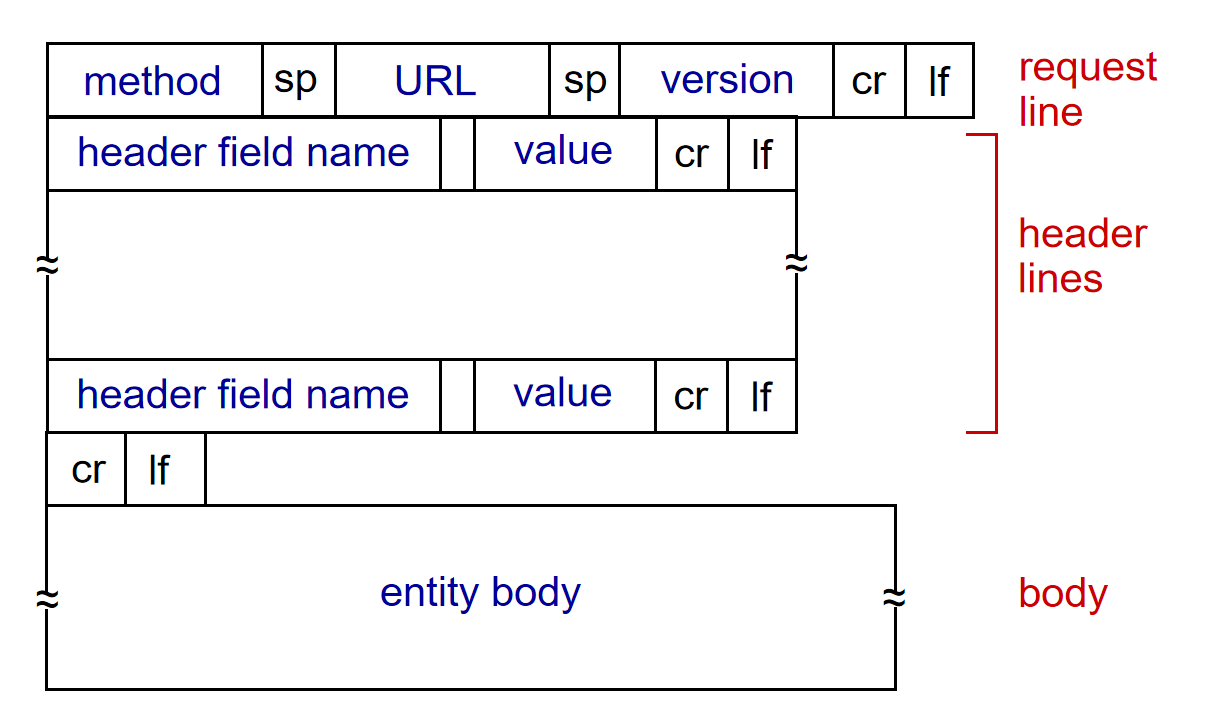 method sp URL sp version cr lf
request
line
header field name value cr lf
header
lines
header field name value cr lf
cr lf
entity body
body